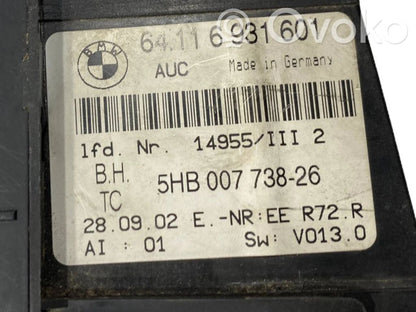 BMW
64.11 6 931 601
AUC Made in Germany
lfd. Nr. 14955/III 2
B.H. 5HB 007 738-26
TC
28.09.02 E.-NR:EE R72.R
AI : 01 Sw: V013.0
© ovoko